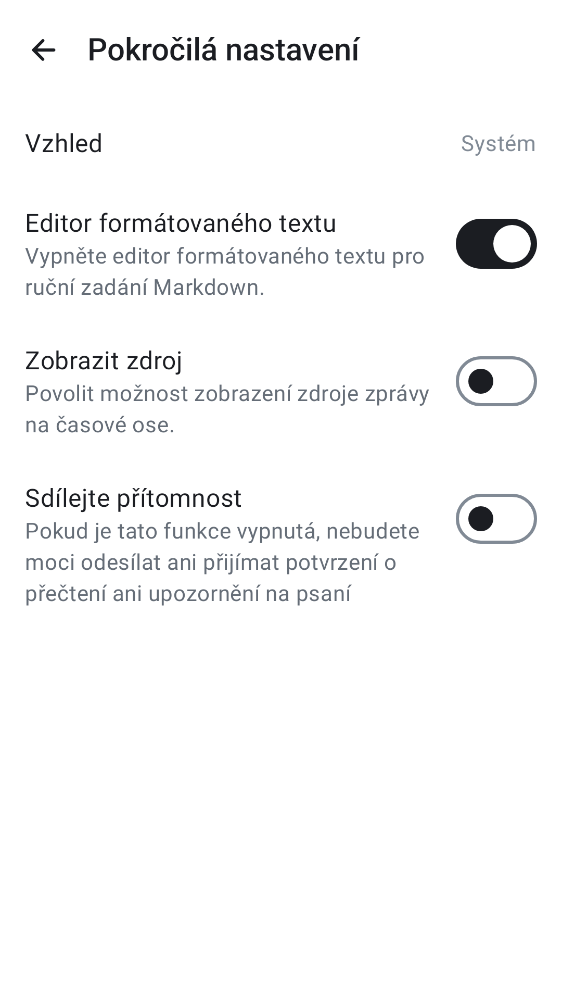 Pokročilá nastavení
Vzhled
Systém
Editor formátovaného textu
Vypněte editor formátovaného textu pro
ruční zadání Markdown.
Zobrazit zdroj
Povolit možnost zobrazení zdroje zprávy
na časové ose.
Sdílejte přítomnost
Pokud je tato funkce vypnutá, nebudete
moci odesílat ani přijímat potvrzení o
přečtení ani upozornění na psaní